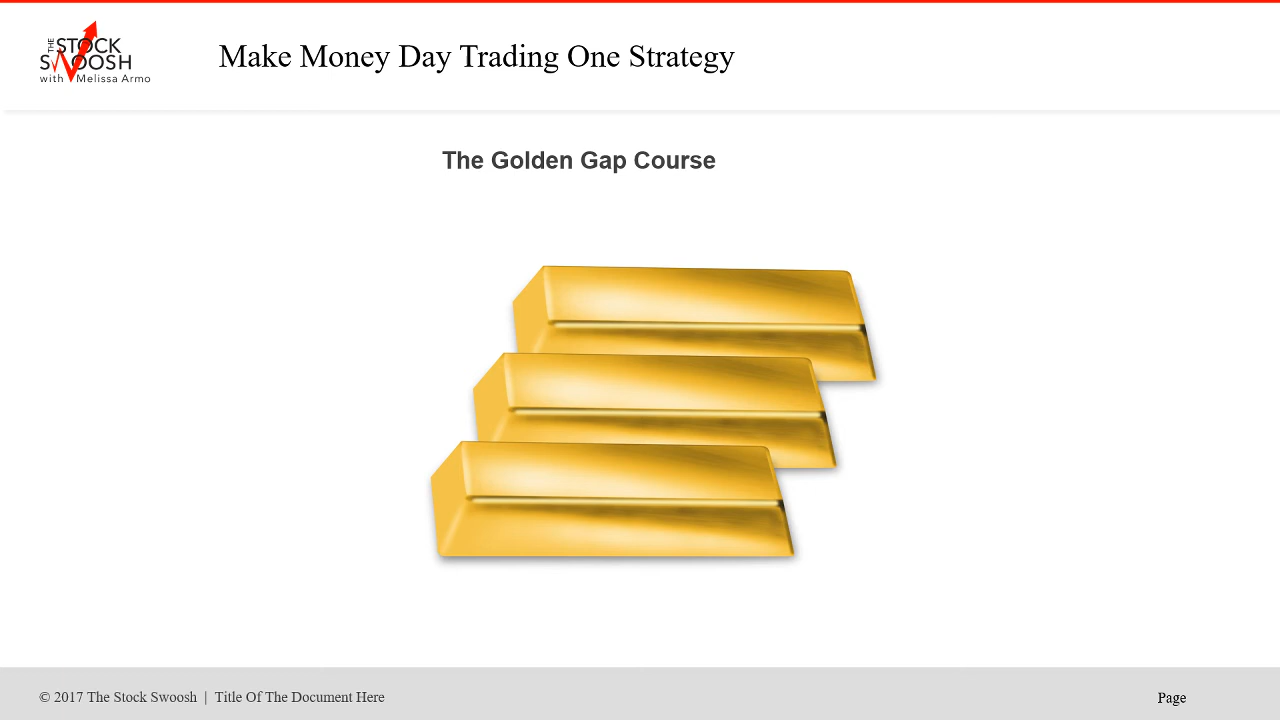 THE STOCK
SWOOSH
with Melissa Armo
Make Money Day Trading One Strategy
The Golden Gap Course
© 2017 The Stock Swoosh | Title Of The Document Here
Page